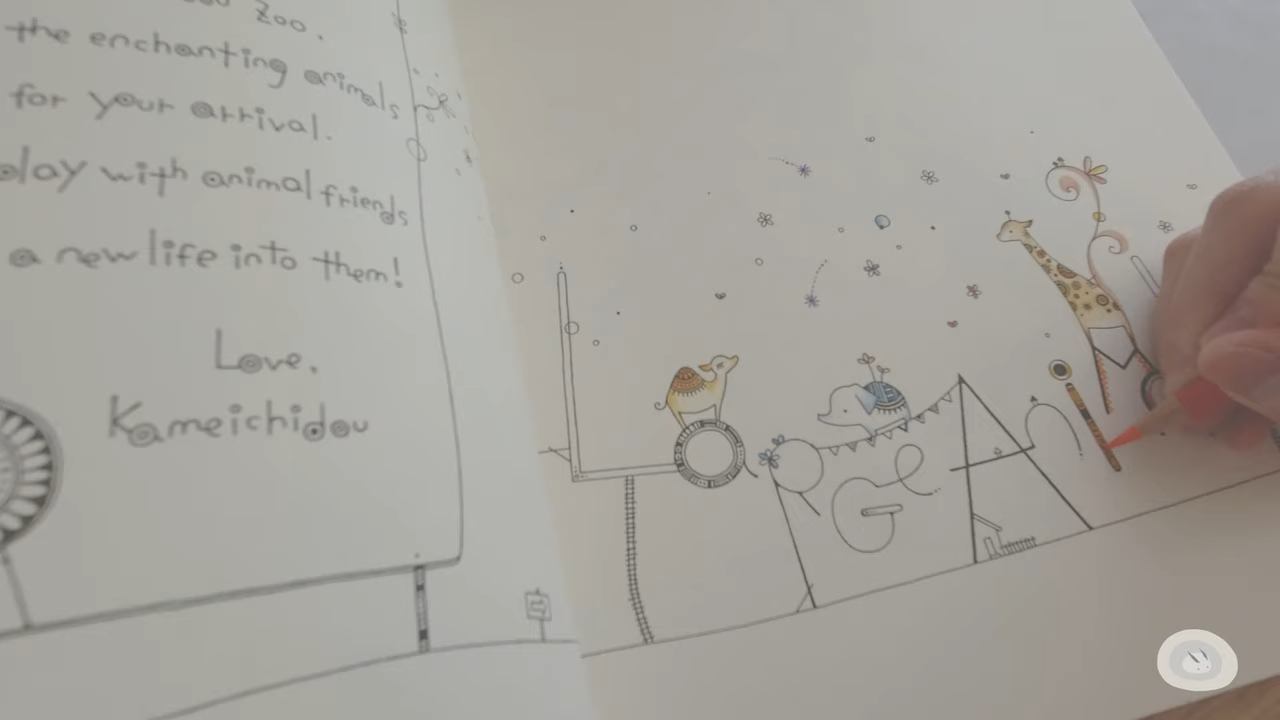 Zoo.
the enchanting animals
for your arrival.
play with animal friends
a new life into them!
Love,
Kameichidou